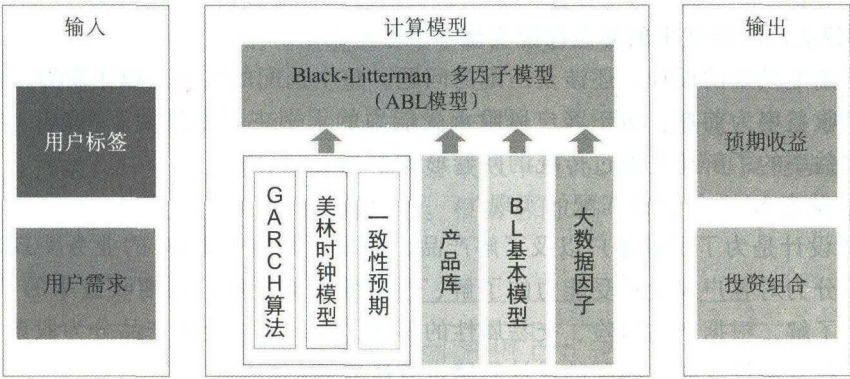 输入
用户标签
用户需求
计算模型
Black-Litterman 多因子模型
（ABL模型）
GARCH算法
美林时钟模型
一致性预期
产品库
BL基本模型
大数据因子
输出
预期收益
投资组合